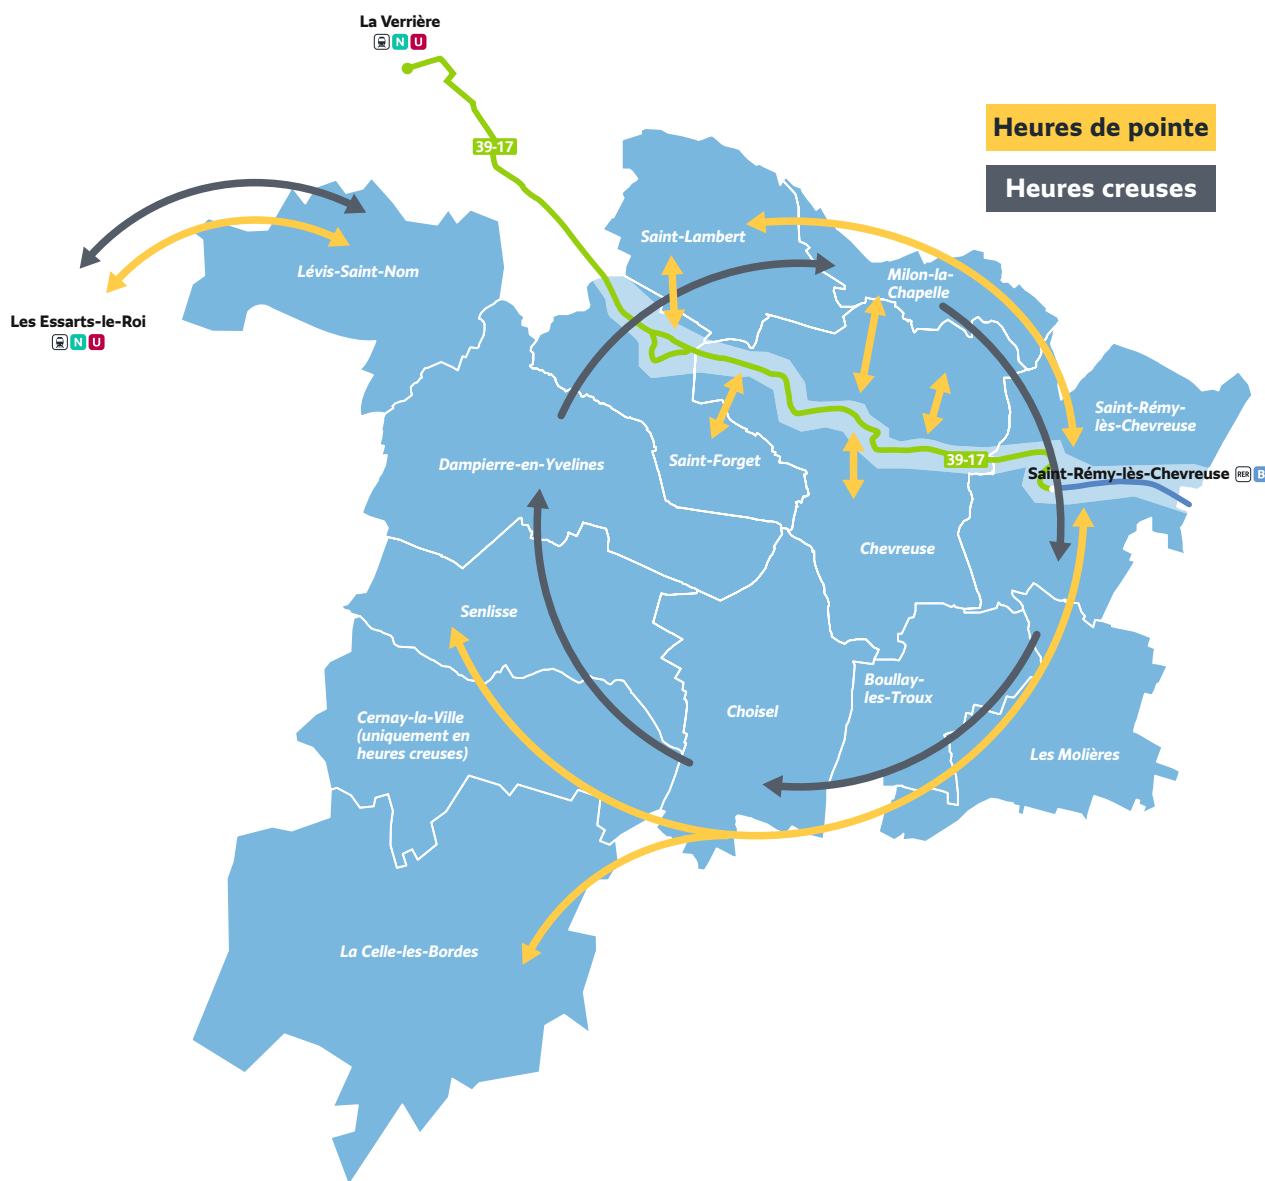 La Verrière
N U
39-17
Heures de pointe
Heures creuses
Saint-Lambert
Lévis-Saint-Nom
Milon-la-
Chapelle
Les Essarts-le-Roi
N U
Saint-Rémy-
lès-Chevreuse
Dampierre-en-Yvelines
Saint-Forget
39-17
Saint-Rémy-lès-Chevreuse RER B
Chevreuse
Senlisse
Boullay-
les-Troux
Choisel
Cernay-la-Ville
(uniquement en
heures creuses)
Les Molières
La Celle-les-Bordes